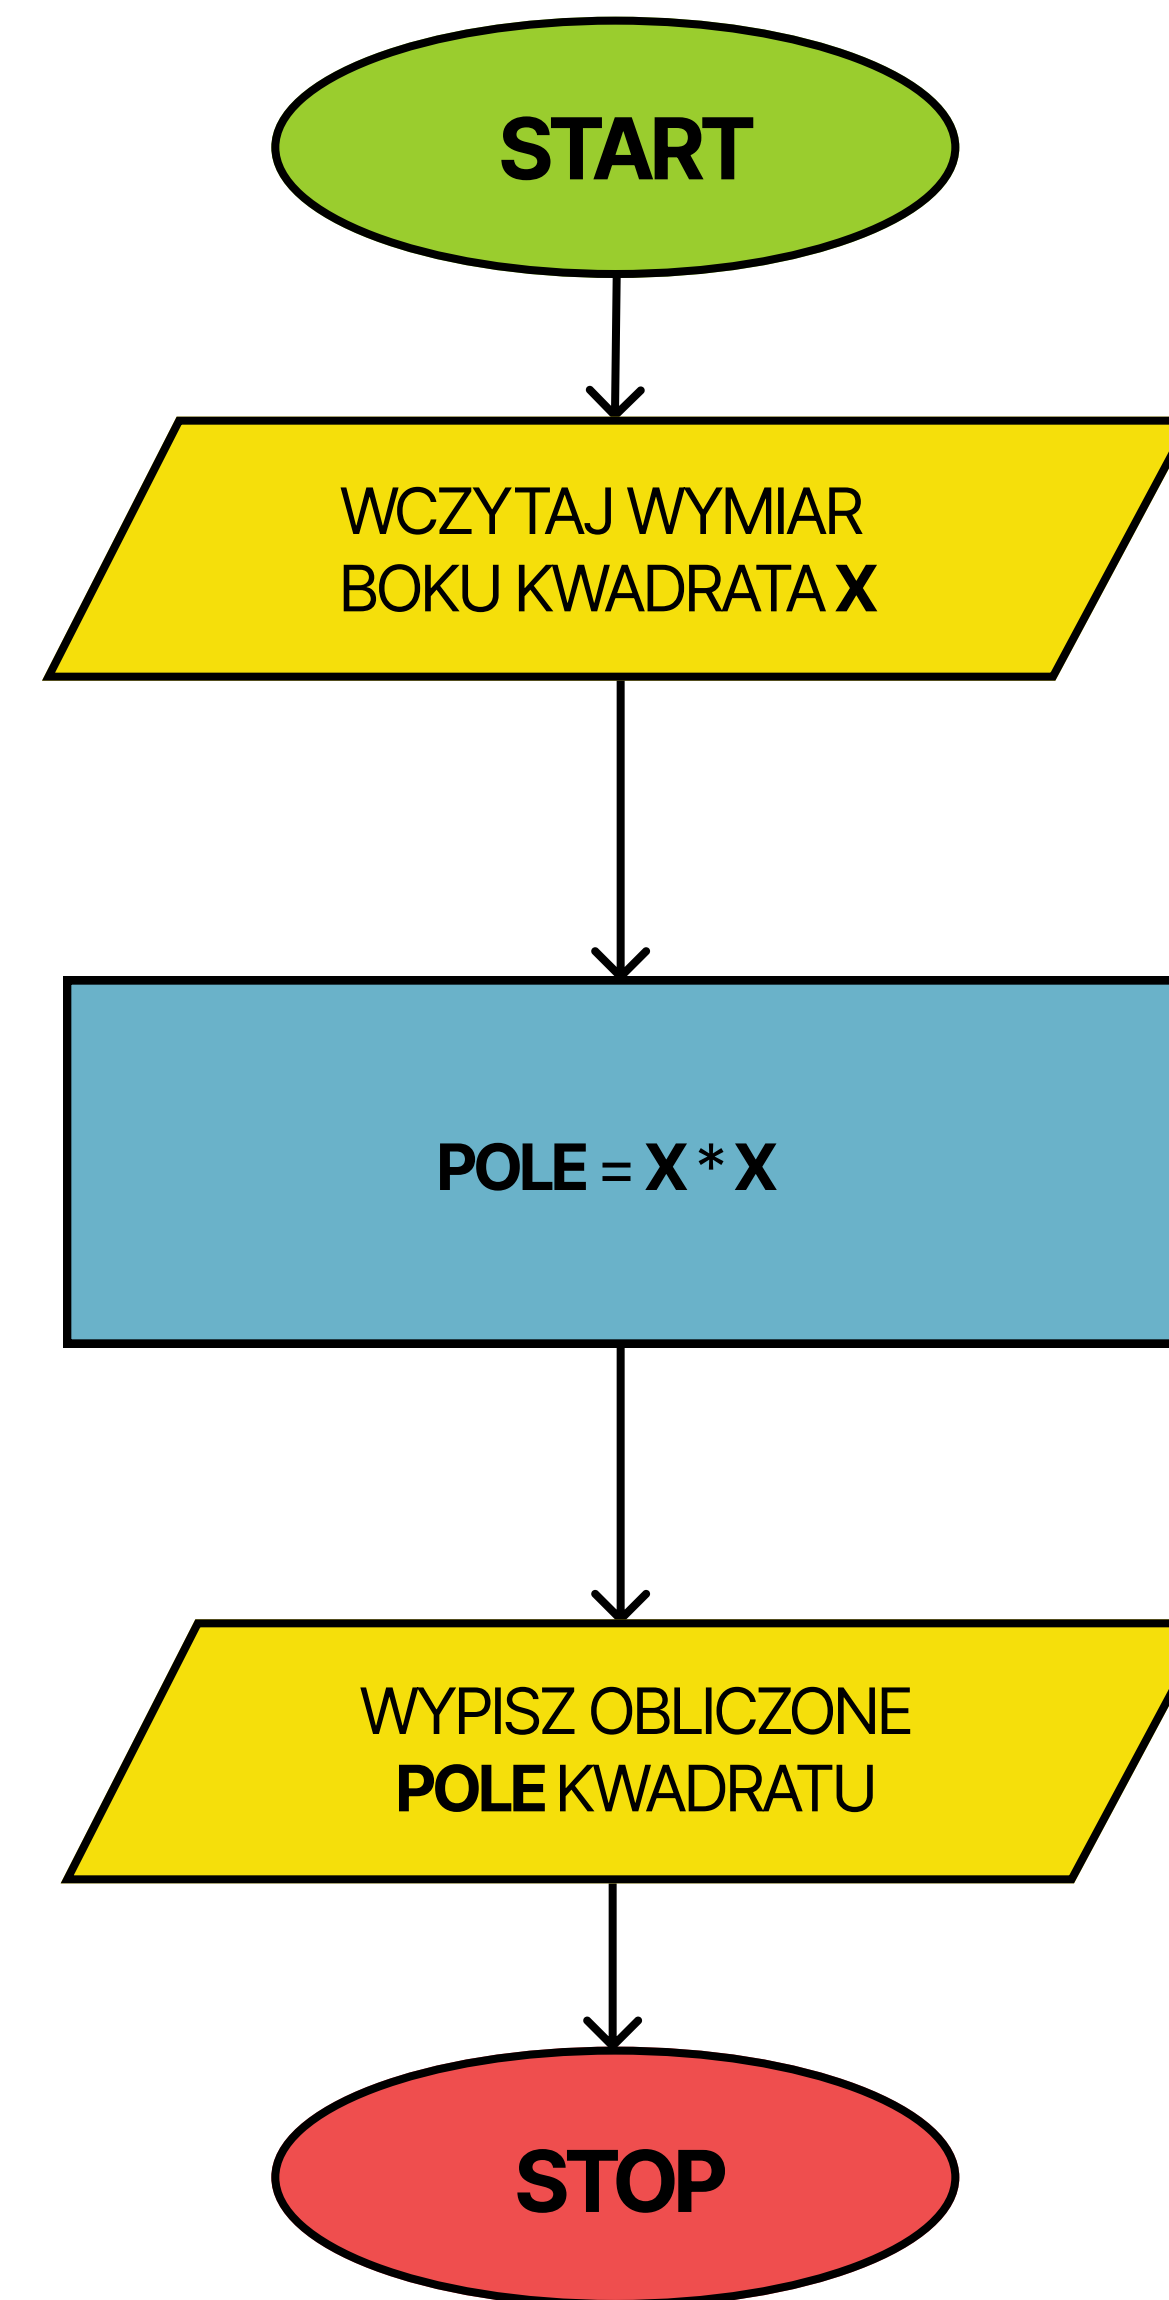 START
WCZYTAJ WYMIAR
BOKU KWADRATA X
POLE = X * X
WYPISZ OBLICZONE
POLE KWADRATU
STOP